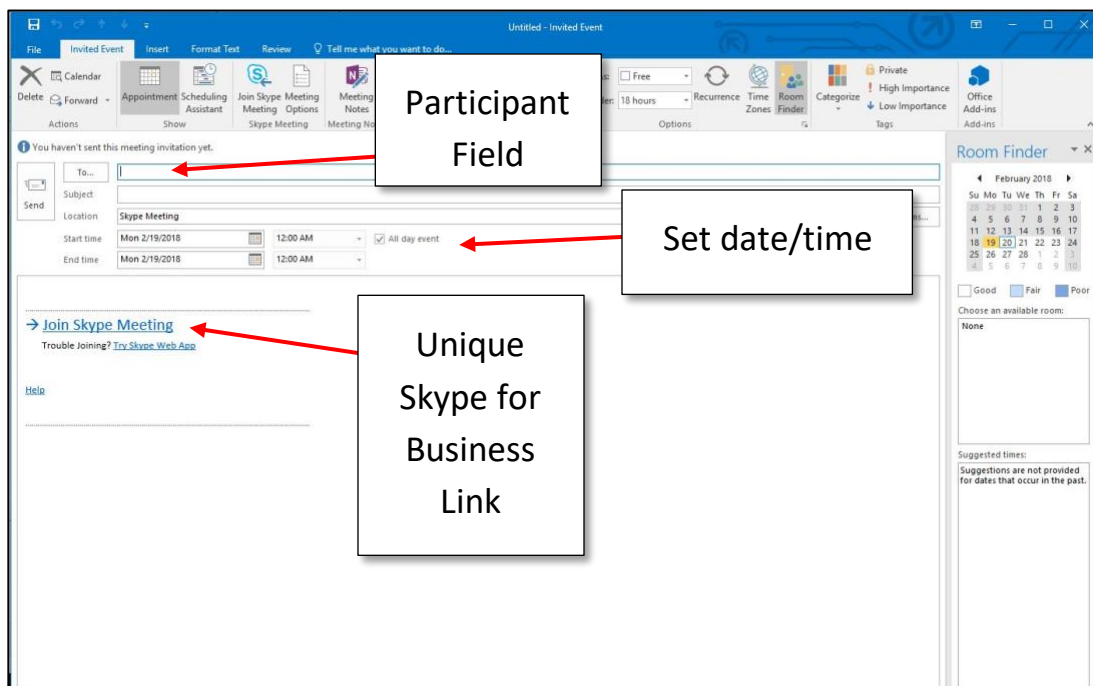 Untitled - Invited Event
File Invited Event Insert Format Text Review Tell me what you want to do...
Delete
Calendar
Forward
Actions
Appointment
Scheduling Assistant
Show
Join Skype Meeting
Meeting Options
Skype Meeting
Meeting Notes
Meeting No
Free
18 hours
Recurrence
Time Zones
Room Finder
Options
Categorize
Private
High Importance
Low Importance
Tags
Office Add-ins
Add-ins
You haven't sent this meeting invitation yet.
Send
To...
Subject
Location Skype Meeting
Start time Mon 2/19/2018 12:00 AM All day event
End time Mon 2/19/2018 12:00 AM
Participant
Field
Set date/time
→ Join Skype Meeting
Trouble Joining? Try Skype Web App
Help
Unique
Skype for
Business
Link
Room Finder
February 2018
Su Mo Tu We Th Fr Sa
28 29 30 31 1 2 3
4 5 6 7 8 9 10
11 12 13 14 15 16 17
18 19 20 21 22 23 24
25 26 27 28 1 2 3
4 5 6 7 8 9 10
Good Fair Poor
Choose an available room:
None
Suggested times:
Suggestions are not provided
for dates that occur in the past.